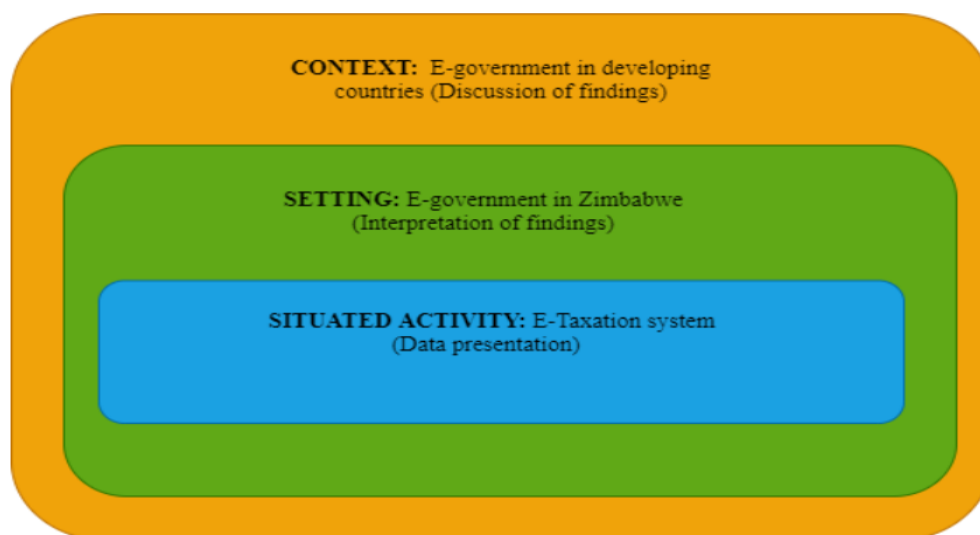 CONTEXT: E-government in developing
countries (Discussion of findings)
SETTING: E-government in Zimbabwe
(Interpretation of findings)
SITUATED ACTIVITY: E-Taxation system
(Data presentation)